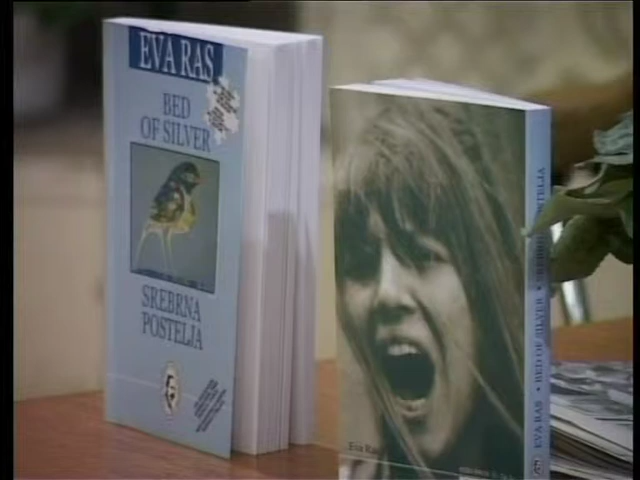 EVA RAS
BED
OF SILVER
SREBRNA
POSTELJA
Eva Ras
EVA RAS • BED OF SILVER • SREBRNA POSTELJA